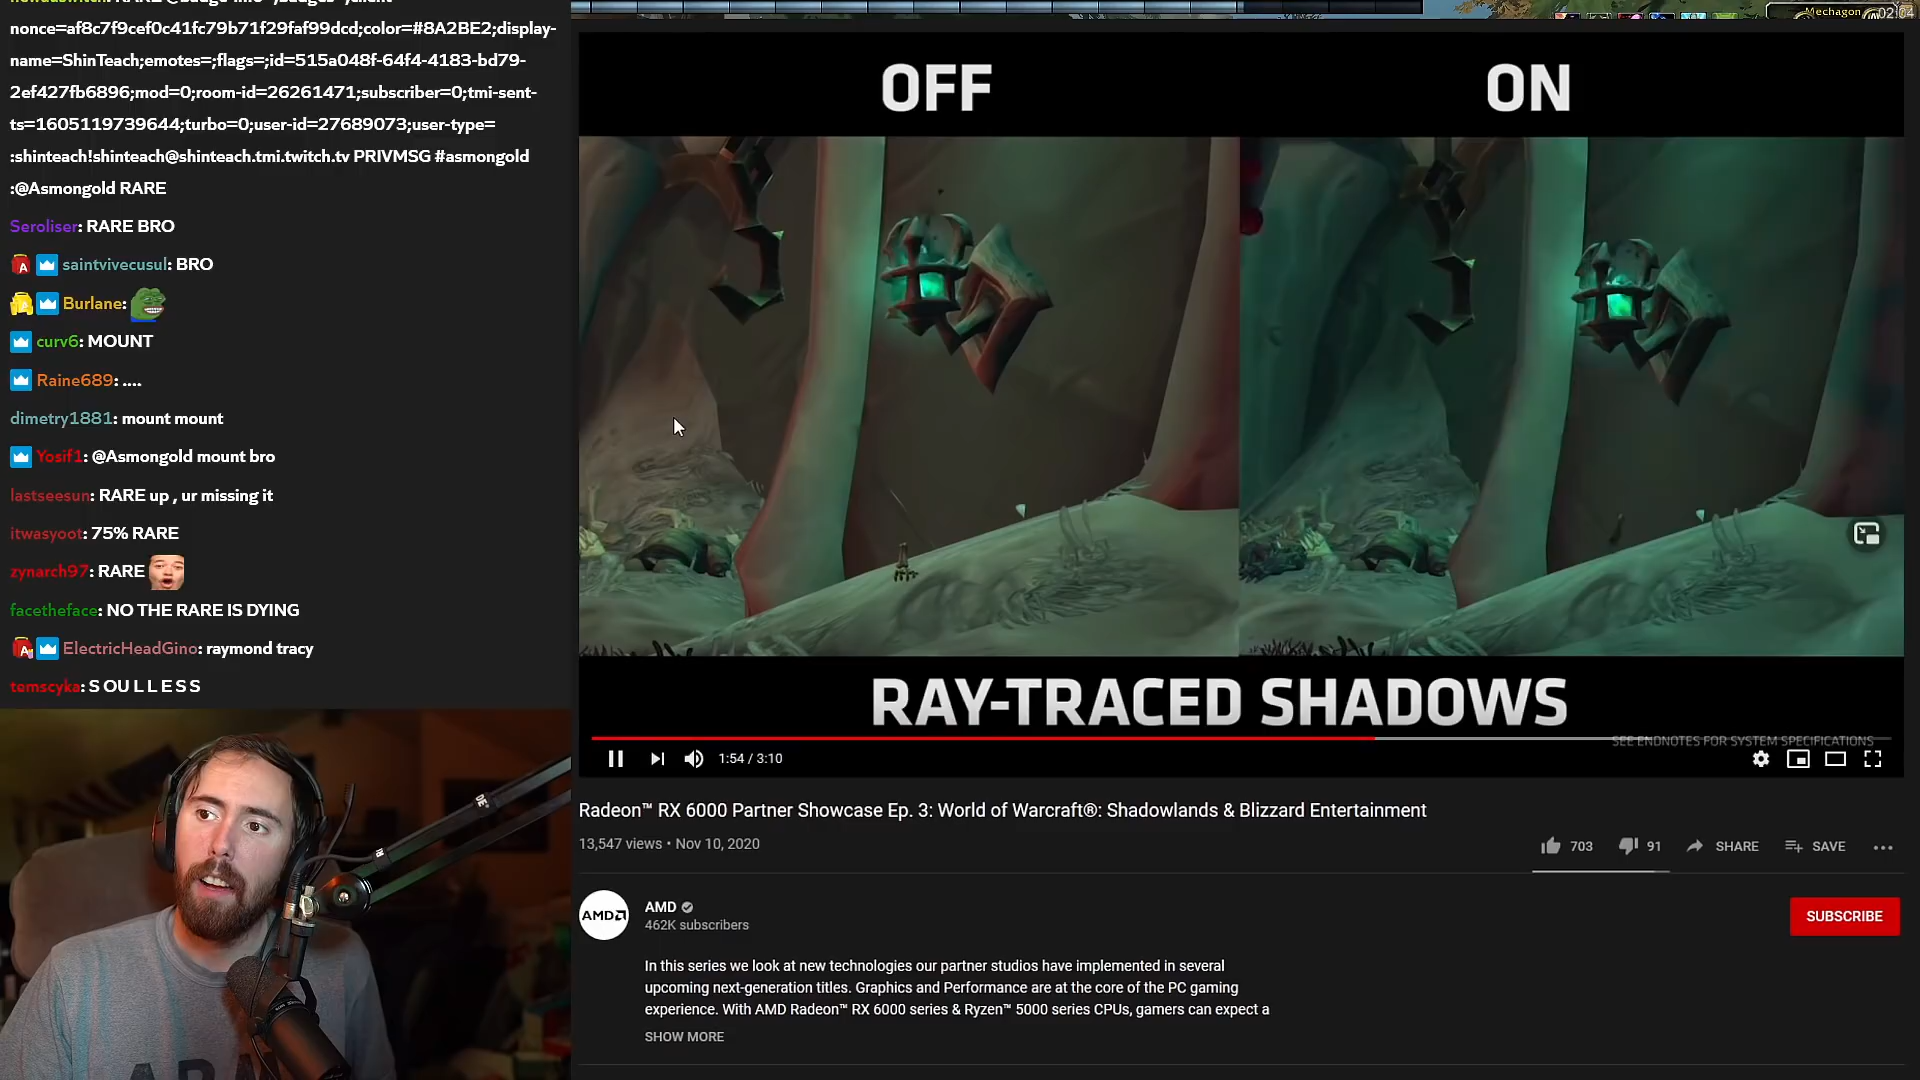 nonce=af8c7f9cef0c41fc79b71f29faf99dcd;color=#8A2BE2;display-
name=ShinTeach;emotes=;flags=;id=515a048f-64f4-4183-bd79-
2ef427fb6896;mod=0;room-id=26261471;subscriber=0;tmi-sent-
ts=1605119739644;turbo=0;user-id=27689073;user-type=
:shinteach!shinteach@shinteach.tmi.twitch.tv PRIVMSG #asmongold
:@Asmongold RARE
Seroliser: RARE BRO
saintvivecusul: BRO
Burlane:
curv6: MOUNT
Raine689: ....
dimetry1881: mount mount
Yosif1: @Asmongold mount bro
lastseesun: RARE up , ur missing it
itwasyoot: 75% RARE
zynarch97: RARE
facetheface: NO THE RARE IS DYING
ElectricHeadGino: raymond tracy
temscyka: S O U L L E S S
Mechagon
02:04
OFF
ON
RAY-TRACED SHADOWS
SEE ENDNOTES FOR SYSTEM SPECIFICATIONS
1:54 / 3:10
Radeon™ RX 6000 Partner Showcase Ep. 3: World of Warcraft®: Shadowlands & Blizzard Entertainment
13,547 views • Nov 10, 2020
703
91
SHARE
SAVE
AMD
AMD
462K subscribers
SUBSCRIBE
In this series we look at new technologies our partner studios have implemented in several
upcoming next-generation titles. Graphics and Performance are at the core of the PC gaming
experience. With AMD Radeon™ RX 6000 series & Ryzen™ 5000 series CPUs, gamers can expect a
SHOW MORE